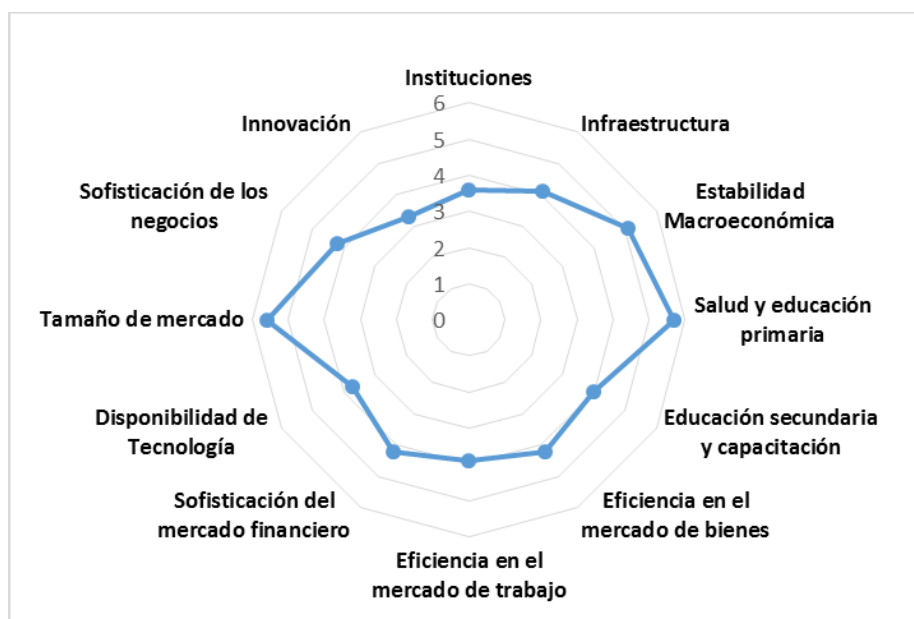 Instituciones
Infraestructura
Estabilidad
Macroeconómica
Salud y educación
primaria
Educación secundaria
y capacitación
Eficiencia en el
mercado de bienes
Eficiencia en el
mercado de trabajo
Sofisticación del
mercado financiero
Disponibilidad de
Tecnología
Tamaño de mercado
Sofisticación de los
negocios
Innovación
6
5
4
3
2
1
0